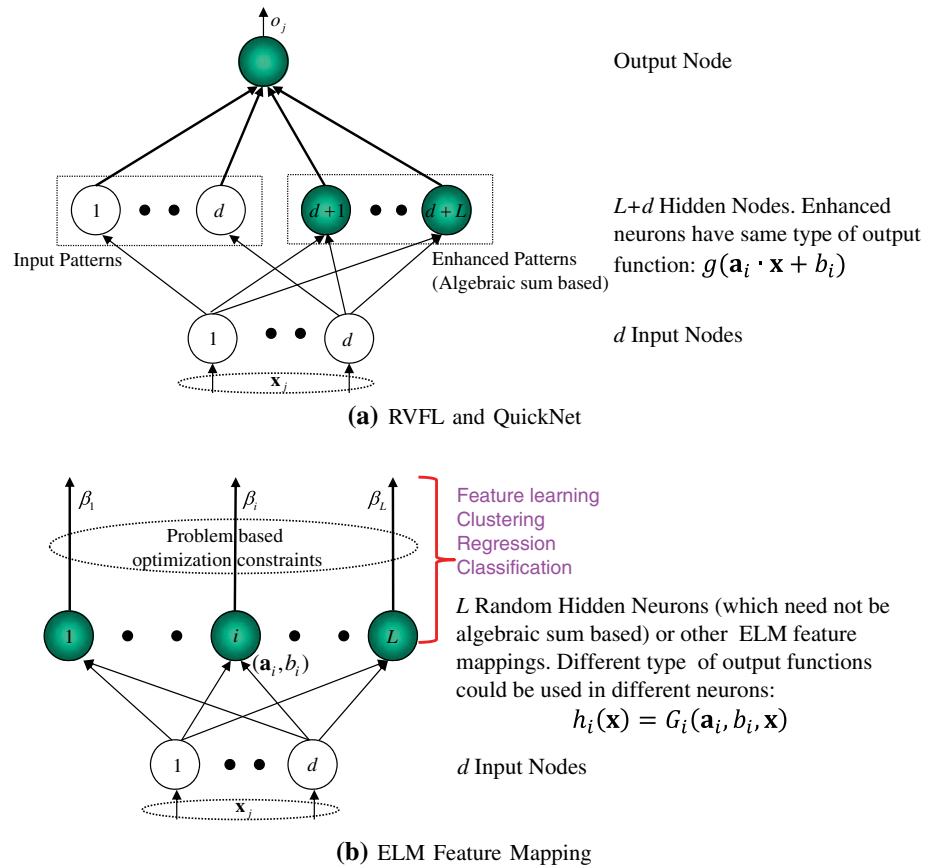 o_j
Output Node
1 d d+1 d+L
L+d Hidden Nodes. Enhanced
neurons have same type of output
function: g(a_i · x + b_i)
Input Patterns
Enhanced Patterns
(Algebraic sum based)
1 d
d Input Nodes
x_j
(a) RVFL and QuickNet
β_1 β_i β_L
Feature learning
Clustering
Regression
Classification
Problem based
optimization constraints
1 i L
(a_i, b_i)
L Random Hidden Neurons (which need not be
algebraic sum based) or other ELM feature
mappings. Different type of output functions
could be used in different neurons:
h_i(x) = G_i(a_i, b_i, x)
1 d
d Input Nodes
x_j
(b) ELM Feature Mapping